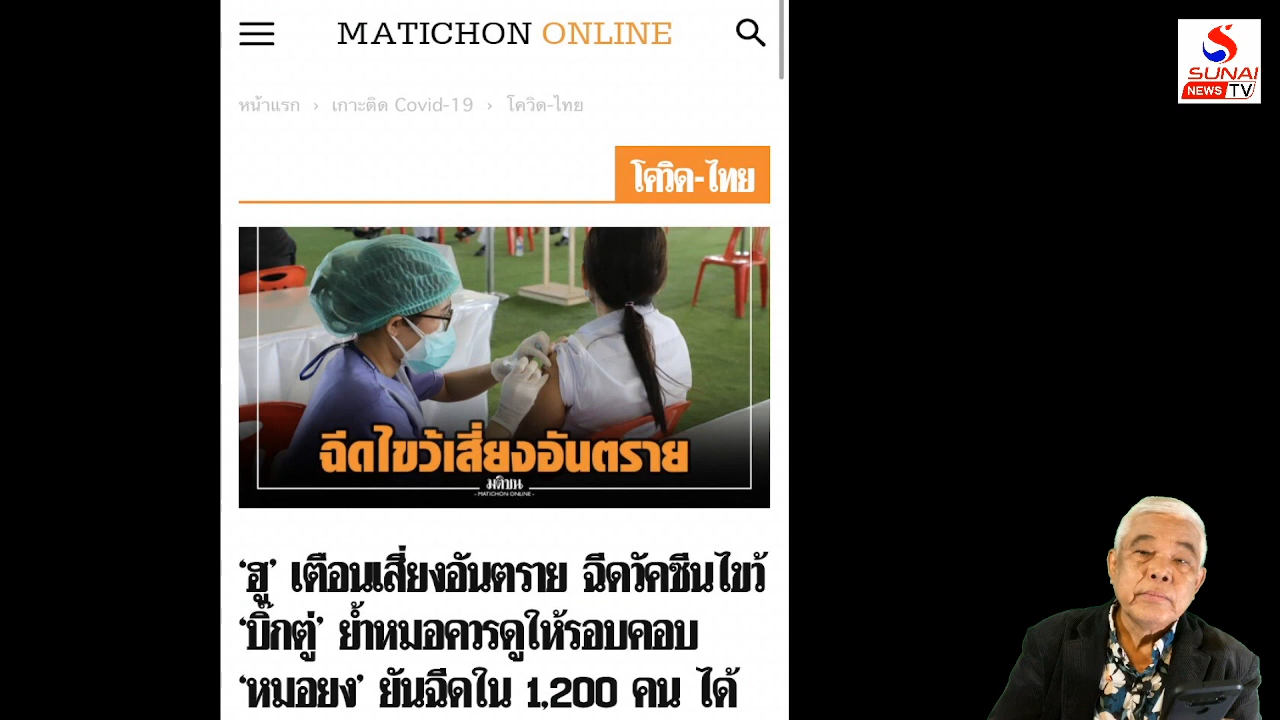 MATICHON ONLINE
SUNAI
NEWS TV
หน้าแรก › เกาะติด Covid-19 › โควิด-ไทย
โควิด-ไทย
ฉีดไขว้เสี่ยงอันตราย
มติชน
- MATICHON ONLINE -
‘ฮู’ เตือนเสี่ยงอันตราย ฉีดวัคซีนไขว้
‘บิ๊กตู่’ ย้ำหมอควรดูให้รอบคอบ
‘หมอยง’ ยันฉีดใน 1,200 คน ได้